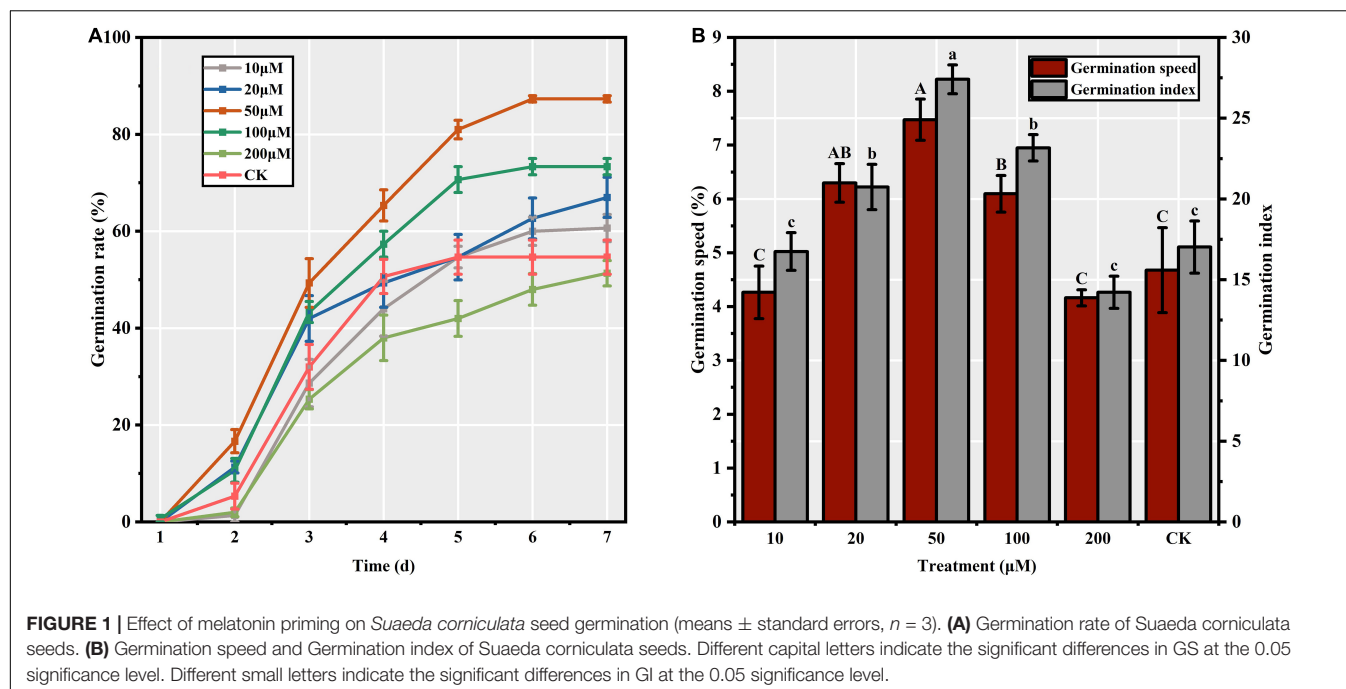 A
100
80
60
40
20
0
Germination rate (%)
10μM
20μM
50μM
100μM
200μM
CK
1 2 3 4 5 6 7
Time (d)
B
9
8
7
6
5
4
3
2
1
0
Germination speed (%)
Germination speed
Germination index
C c AB b A a B b C c C c
30
25
20
15
10
5
0
Germination index
10 20 50 100 200 CK
Treatment (μM)
FIGURE 1 | Effect of melatonin priming on Suaeda corniculata seed germination (means ± standard errors, n = 3). (A) Germination rate of Suaeda corniculata
seeds. (B) Germination speed and Germination index of Suaeda corniculata seeds. Different capital letters indicate the significant differences in GS at the 0.05
significance level. Different small letters indicate the significant differences in GI at the 0.05 significance level.